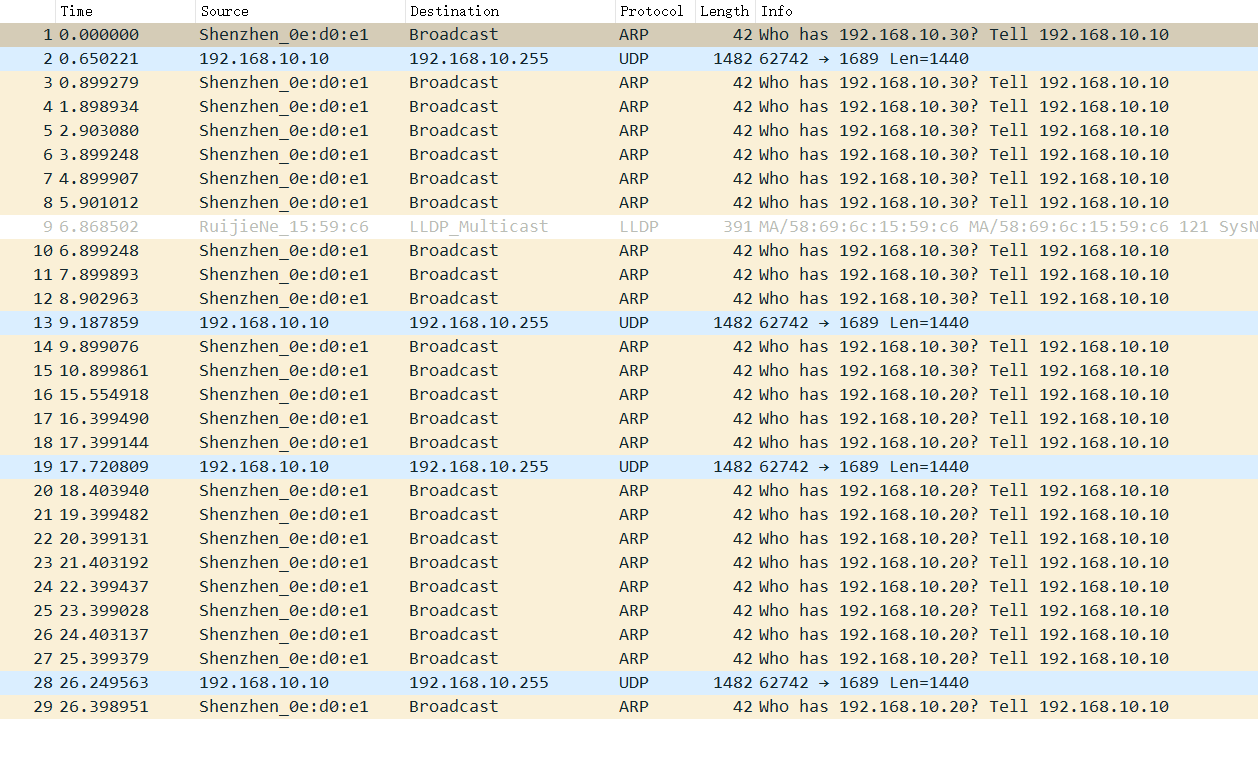 Time Source Destination Protocol Length Info
1 0.000000 Shenzhen_0e:d0:e1 Broadcast ARP 42 Who has 192.168.10.30? Tell 192.168.10.10
2 0.650221 192.168.10.10 192.168.10.255 UDP 1482 62742 → 1689 Len=1440
3 0.899279 Shenzhen_0e:d0:e1 Broadcast ARP 42 Who has 192.168.10.30? Tell 192.168.10.10
4 1.898934 Shenzhen_0e:d0:e1 Broadcast ARP 42 Who has 192.168.10.30? Tell 192.168.10.10
5 2.903080 Shenzhen_0e:d0:e1 Broadcast ARP 42 Who has 192.168.10.30? Tell 192.168.10.10
6 3.899248 Shenzhen_0e:d0:e1 Broadcast ARP 42 Who has 192.168.10.30? Tell 192.168.10.10
7 4.899907 Shenzhen_0e:d0:e1 Broadcast ARP 42 Who has 192.168.10.30? Tell 192.168.10.10
8 5.901012 Shenzhen_0e:d0:e1 Broadcast ARP 42 Who has 192.168.10.30? Tell 192.168.10.10
9 6.868502 RuijieNe_15:59:c6 LLDP_Multicast LLDP 391 MA/58:69:6c:15:59:c6 MA/58:69:6c:15:59:c6 121 SysN
10 6.899248 Shenzhen_0e:d0:e1 Broadcast ARP 42 Who has 192.168.10.30? Tell 192.168.10.10
11 7.899893 Shenzhen_0e:d0:e1 Broadcast ARP 42 Who has 192.168.10.30? Tell 192.168.10.10
12 8.902963 Shenzhen_0e:d0:e1 Broadcast ARP 42 Who has 192.168.10.30? Tell 192.168.10.10
13 9.187859 192.168.10.10 192.168.10.255 UDP 1482 62742 → 1689 Len=1440
14 9.899076 Shenzhen_0e:d0:e1 Broadcast ARP 42 Who has 192.168.10.30? Tell 192.168.10.10
15 10.899861 Shenzhen_0e:d0:e1 Broadcast ARP 42 Who has 192.168.10.30? Tell 192.168.10.10
16 15.554918 Shenzhen_0e:d0:e1 Broadcast ARP 42 Who has 192.168.10.20? Tell 192.168.10.10
17 16.399490 Shenzhen_0e:d0:e1 Broadcast ARP 42 Who has 192.168.10.20? Tell 192.168.10.10
18 17.399144 Shenzhen_0e:d0:e1 Broadcast ARP 42 Who has 192.168.10.20? Tell 192.168.10.10
19 17.720809 192.168.10.10 192.168.10.255 UDP 1482 62742 → 1689 Len=1440
20 18.403940 Shenzhen_0e:d0:e1 Broadcast ARP 42 Who has 192.168.10.20? Tell 192.168.10.10
21 19.399482 Shenzhen_0e:d0:e1 Broadcast ARP 42 Who has 192.168.10.20? Tell 192.168.10.10
22 20.399131 Shenzhen_0e:d0:e1 Broadcast ARP 42 Who has 192.168.10.20? Tell 192.168.10.10
23 21.403192 Shenzhen_0e:d0:e1 Broadcast ARP 42 Who has 192.168.10.20? Tell 192.168.10.10
24 22.399437 Shenzhen_0e:d0:e1 Broadcast ARP 42 Who has 192.168.10.20? Tell 192.168.10.10
25 23.399028 Shenzhen_0e:d0:e1 Broadcast ARP 42 Who has 192.168.10.20? Tell 192.168.10.10
26 24.403137 Shenzhen_0e:d0:e1 Broadcast ARP 42 Who has 192.168.10.20? Tell 192.168.10.10
27 25.399379 Shenzhen_0e:d0:e1 Broadcast ARP 42 Who has 192.168.10.20? Tell 192.168.10.10
28 26.249563 192.168.10.10 192.168.10.255 UDP 1482 62742 → 1689 Len=1440
29 26.398951 Shenzhen_0e:d0:e1 Broadcast ARP 42 Who has 192.168.10.20? Tell 192.168.10.10